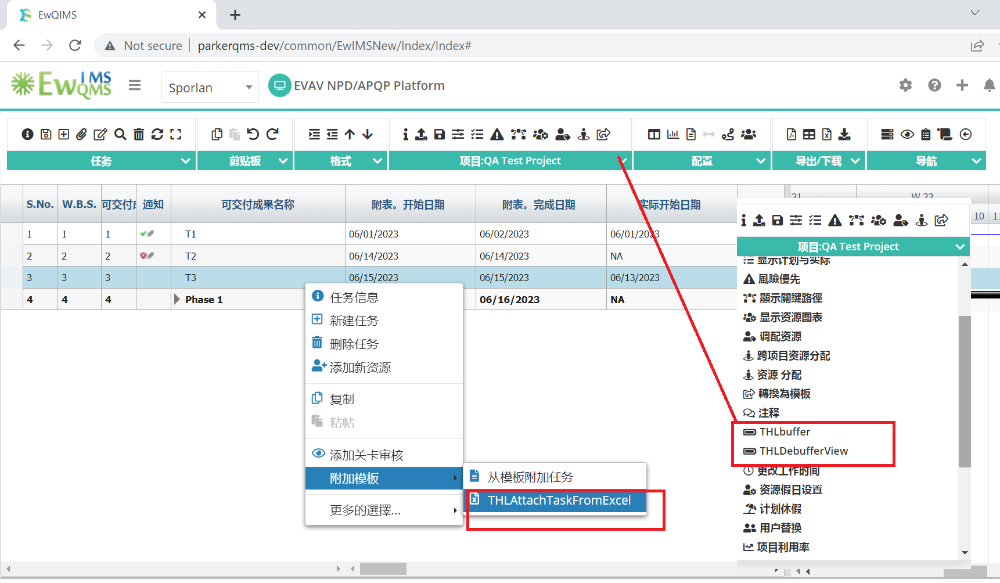 EwQIMS
Not secure
parkerqms-dev/common/EwIMSNew/Index/Index#
EwIMS QMS
Sporlan
EVAV NPD/APQP Platform
任务
剪贴板
格式
项目:QA Test Project
配置
导出/下载
导航
S.No. W.B.S. 可交付成 通知 可交付成果名称 附表。开始日期 附表。完成日期 实际开始日期
21 W 22
10 11
1 1 1 T1 06/01/2023 06/02/2023 06/01/2023
2 2 2 T2 06/14/2023 06/14/2023 NA
3 3 3 T3 06/15/2023 06/15/2023 06/13/2023
4 4 4 Phase 1 06/16/2023 NA
任务信息
新建任务
删除任务
添加新资源
复制
粘帖
添加关卡审核
附加模板
更多的選擇...
从模板附加任务
THLAttachTaskFromExcel
项目:QA Test Project
显示计划与实际
風險優先
顯示關鍵路徑
显示资源图表
调配资源
跨项目资源分配
资源 分配
轉換為模板
注释
THLbuffer
THLDebufferView
更改工作时间
资源假日设置
计划休假
用户替换
项目利用率